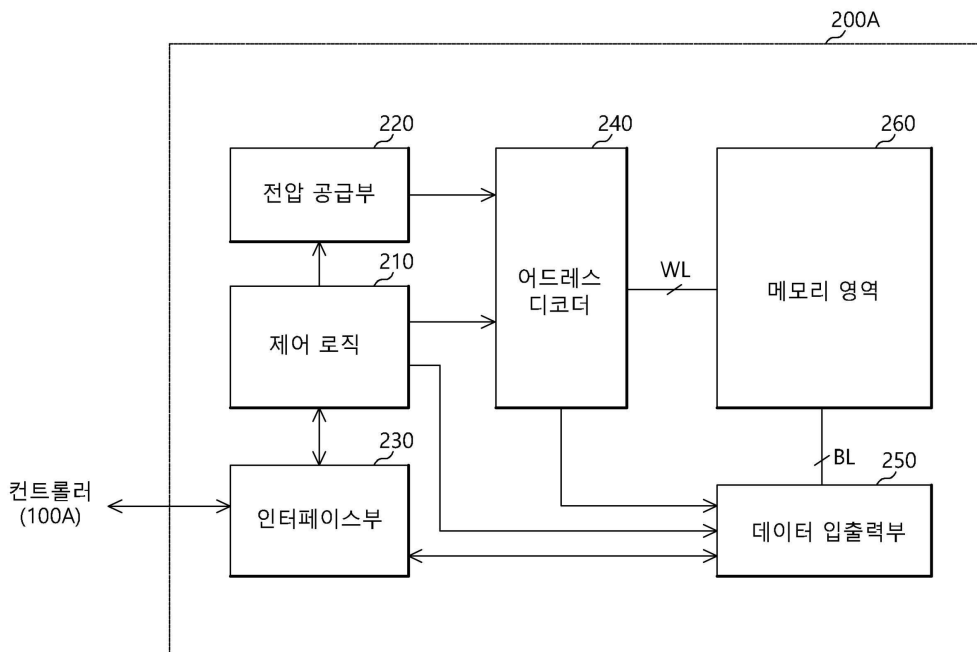 200A
220
전압 공급부
240
어드레스
디코더
260
메모리 영역
WL
210
제어 로직
230
인터페이스부
컨트롤러
(100A)
BL
250
데이터 입출력부